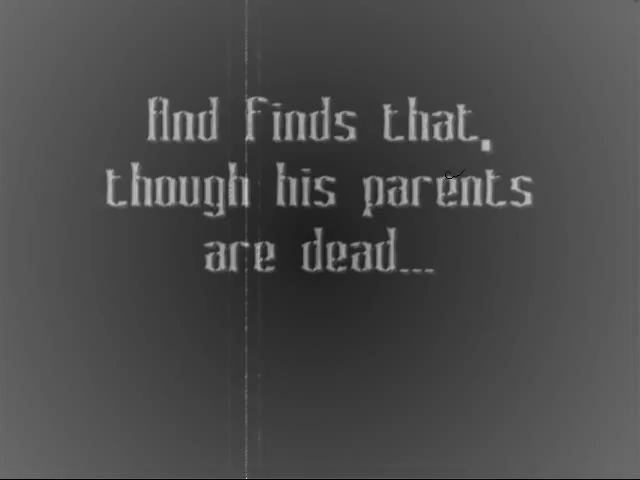 And finds that,
though his parents
are dead...